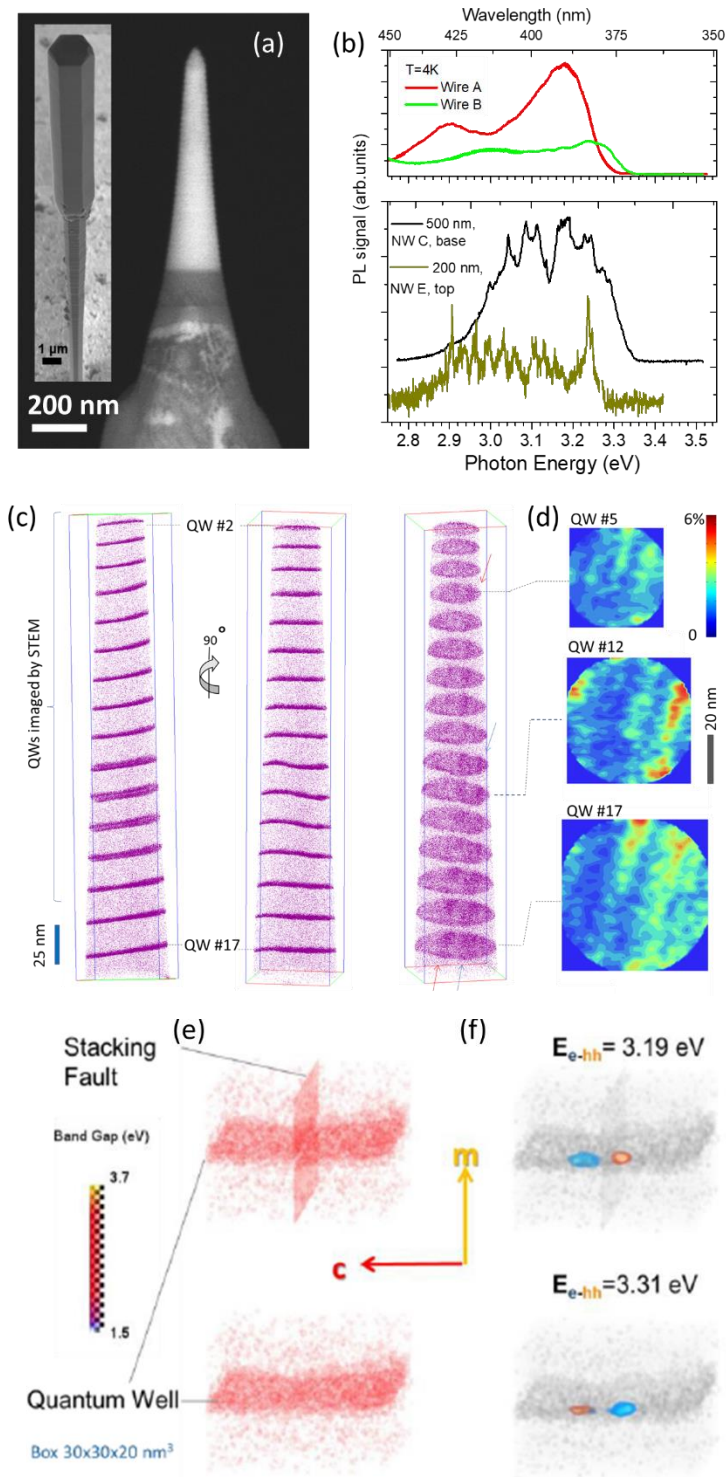 (a)
1 µm
200 nm
(b)
Wavelength (nm)
450 425 400 375 350
T=4K
Wire A
Wire B
PL signal (arb.units)
500 nm,
NW C, base
200 nm,
NW E, top
2.8 2.9 3.0 3.1 3.2 3.3 3.4 3.5
Photon Energy (eV)
(c)
QW #2
QWs imaged by STEM
90 °
QW #17
25 nm
(d)
QW #5
6%
0
QW #12
20 nm
QW #17
(e)
Stacking
Fault
Band Gap (eV)
3.7
1.5
m
c
Quantum Well
Box 30x30x20 nm³
(f)
Ee-hh= 3.19 eV
Ee-hh=3.31 eV